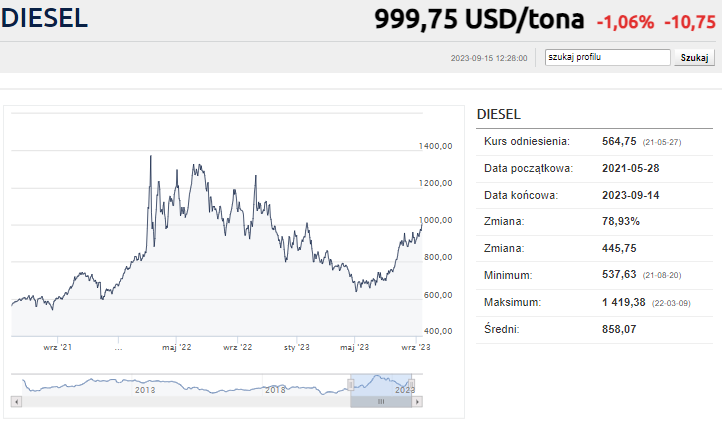 DIESEL
999,75 USD/tona -1,06% -10,75
2023-09-15 12:28:00
szukaj profilu
Szukaj
1400,00
1200,00
1000,00
800,00
600,00
400,00
wrz '21
...
maj '22
wrz '22
sty '23
maj '23
wrz '23
2013
2018
2023
DIESEL
Kurs odniesienia: 564,75 (21-05-27)
Data początkowa: 2021-05-28
Data końcowa: 2023-09-14
Zmiana: 78,93%
Zmiana: 445,75
Minimum: 537,63 (21-08-20)
Maksimum: 1 419,38 (22-03-09)
Średni: 858,07